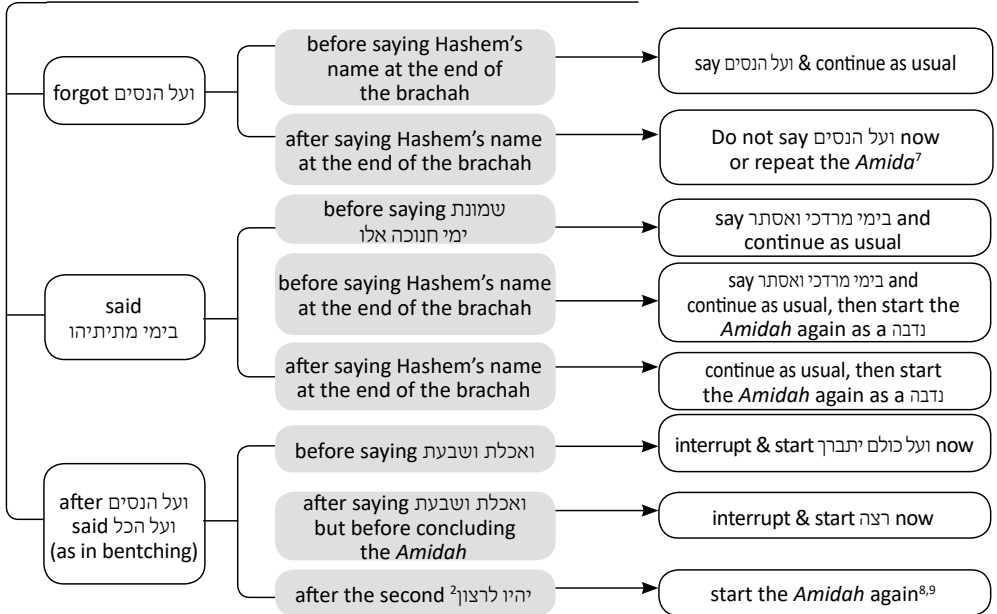 forgot ועל הנסים
before saying Hashem's
name at the end of
the brachah
say ועל הנסים & continue as usual
after saying Hashem's name
at the end of the brachah
Do not say ועל הנסים now
or repeat the Amida7
said
בימי מתיתיהו
before saying שמונת
ימי חנוכה אלו
say בימי מרדכי ואסתר and
continue as usual
before saying Hashem's name
at the end of the brachah
say בימי מרדכי ואסתר and
continue as usual, then start the
Amidah again as a נדבה
after saying Hashem's name
at the end of the brachah
continue as usual, then start
the Amidah again as a נדבה
after ועל הנסים
said ועל הכל
(as in bentching)
before saying ואכלת ושבעת
interrupt & start ועל כולם יתברך now
after saying ואכלת ושבעת
but before concluding
the Amidah
interrupt & start רצה now
after the second 2יהיו לרצון
start the Amidah again8,9